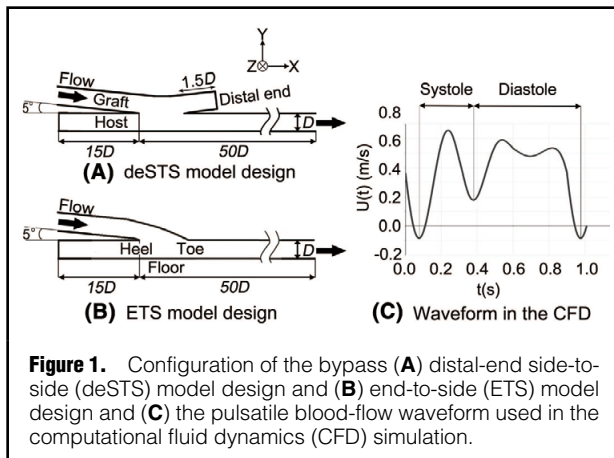 Y
Z X
Flow
1.5D
5°
Graft
Distal end
Host
D
15D 50D
(A) deSTS model design
Flow
5°
Heel Toe
D
Floor
15D 50D
(B) ETS model design
Systole Diastole
0.8
0.6
0.4
0.2
0.0
-0.2
U(t) (m/s)
0.0 0.2 0.4 0.6 0.8 1.0
t(s)
(C) Waveform in the CFD
Figure 1. Configuration of the bypass (A) distal-end side-to-
side (deSTS) model design and (B) end-to-side (ETS) model
design and (C) the pulsatile blood-flow waveform used in the
computational fluid dynamics (CFD) simulation.